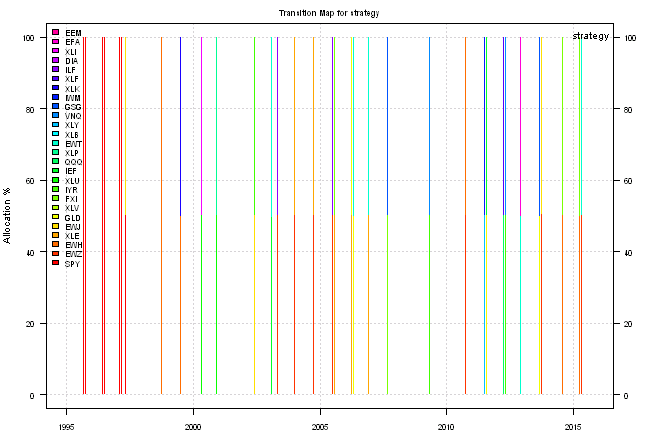 Transition Map for strategy
strategy
EEM
EFA
XLI
DIA
ILF
XLF
XLK
IWM
GSG
VNQ
XLY
XLB
EWT
XLP
QQQ
IEF
XLU
IYR
FXI
XLV
GLD
EWJ
XLE
EWH
EWZ
SPY
Allocation %
100
80
60
40
20
0
100
80
60
40
20
0
1995 2000 2005 2010 2015